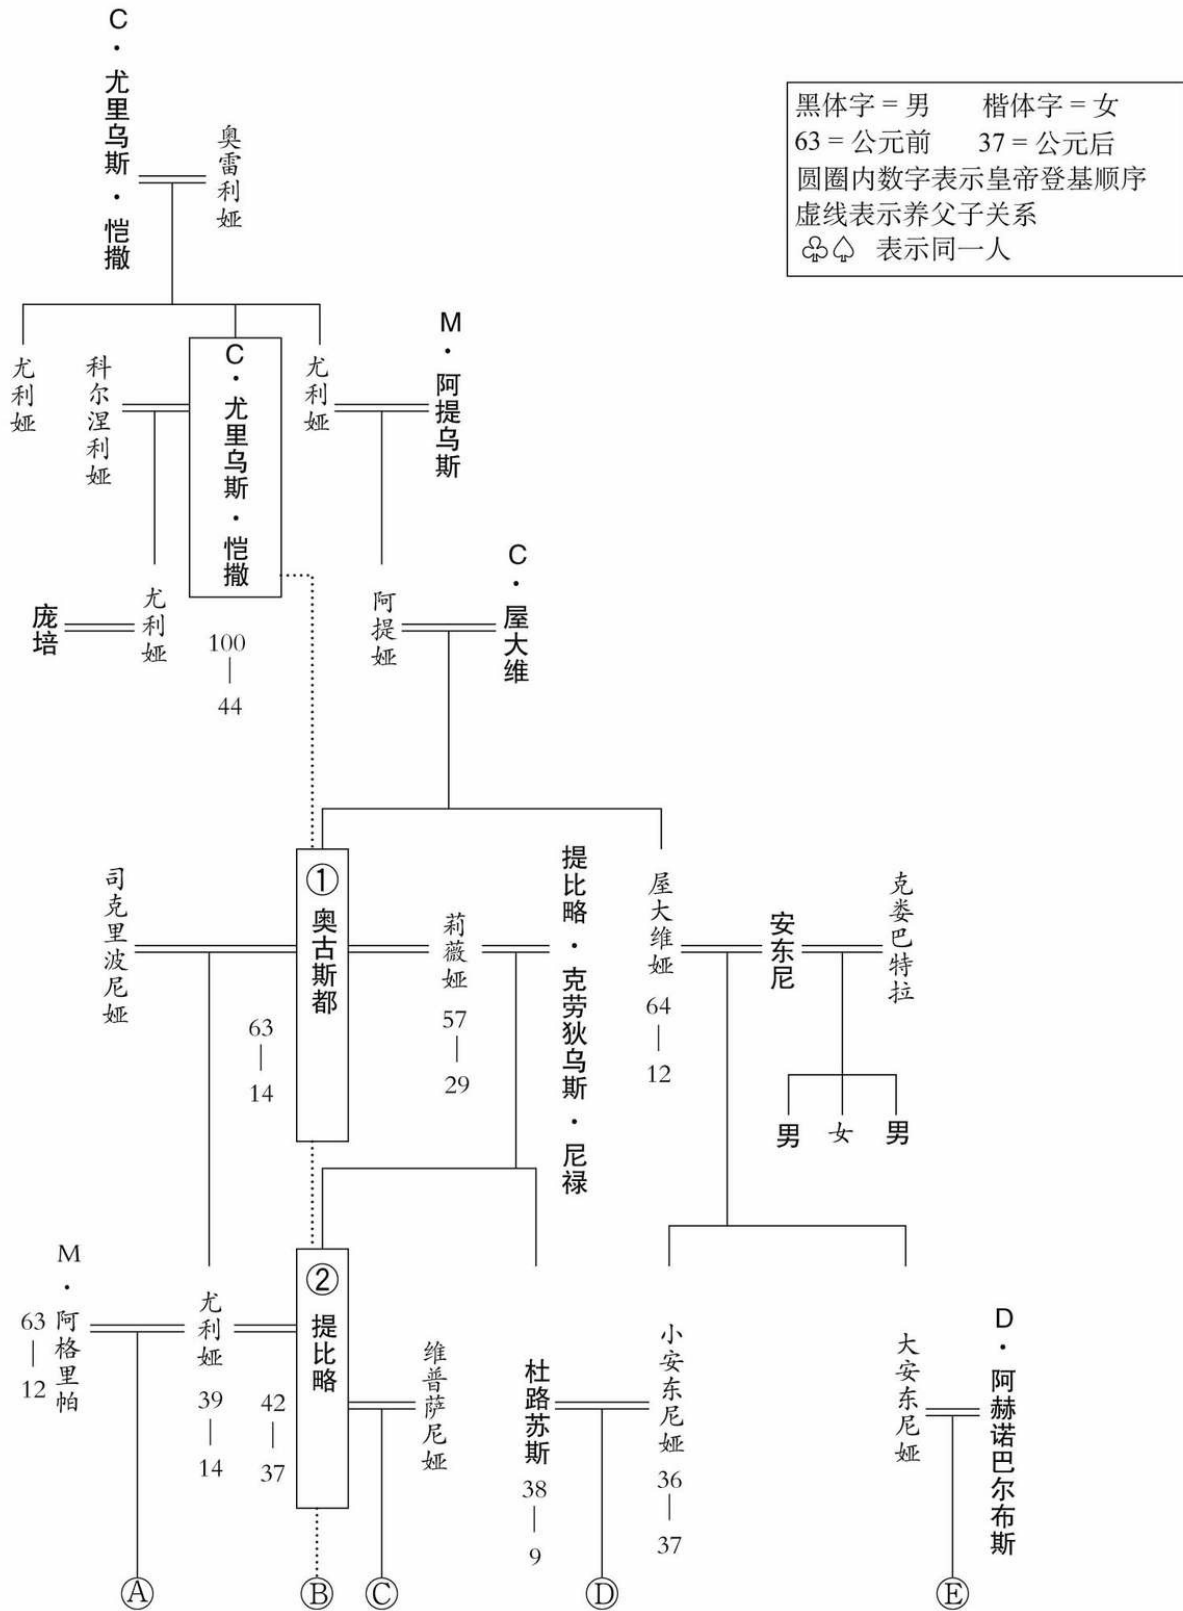 C·尤里乌斯·恺撒
奥雷利娅
黑体字 = 男 楷体字 = 女
63 = 公元前 37 = 公元后
圆圈内数字表示皇帝登基顺序
虚线表示养父子关系
♧♤ 表示同一人
尤利娅
科尔涅利娅
C·尤里乌斯·恺撒
100
|
44
尤利娅
M·阿提乌斯
庞培
尤利娅
阿提娅
C·屋大维
司克里波尼娅
① 奥古斯都
63
|
14
莉薇娅
57
|
29
提比略·克劳狄乌斯·尼禄
屋大维娅
64
|
12
安东尼
克娄巴特拉
男
女
男
M·阿格里帕
63
|
12
尤利娅
39
|
14
② 提比略
42
|
37
维普萨尼娅
杜路苏斯
38
|
9
小安东尼娅
36
|
37
大安东尼娅
D·阿赫诺巴尔布斯
Ⓐ
Ⓑ
Ⓒ
Ⓓ
Ⓔ